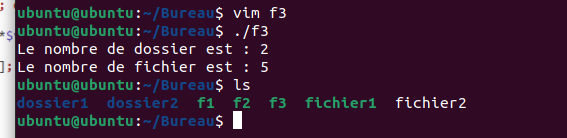 ubuntu@ubuntu:~/Bureau$ vim f3
*$ ubuntu@ubuntu:~/Bureau$ ./f3
Le nombre de dossier est : 2
]; Le nombre de fichier est : 5
ubuntu@ubuntu:~/Bureau$ ls
dossier1 dossier2 f1 f2 f3 fichier1 fichier2
ubuntu@ubuntu:~/Bureau$